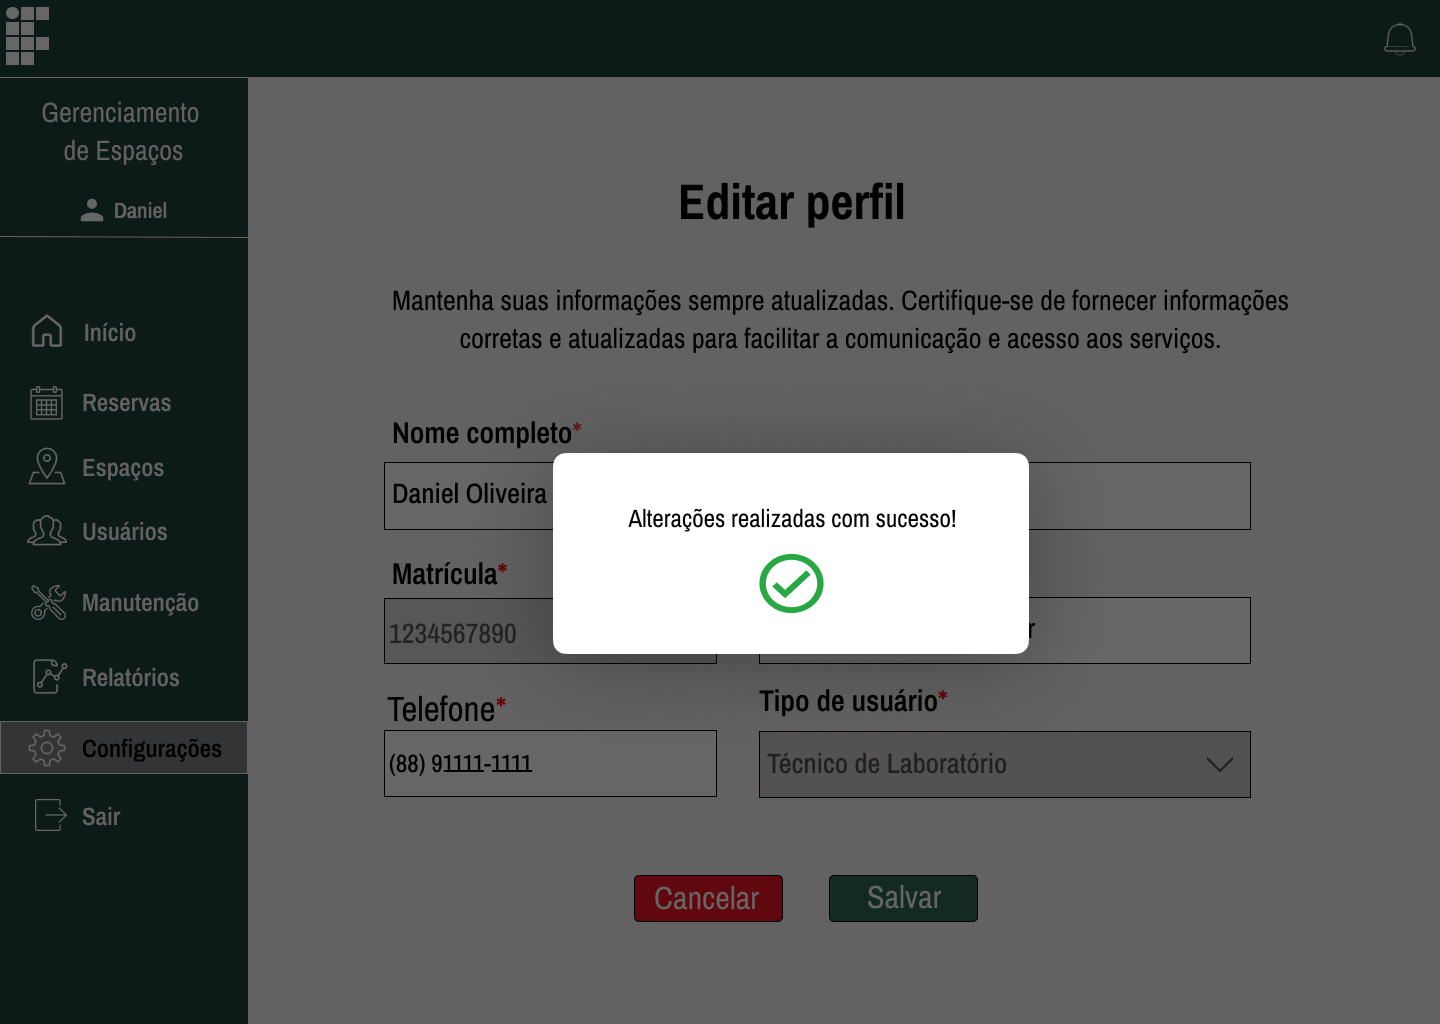 Gerenciamento
de Espaços
Daniel
Início
Reservas
Espaços
Usuários
Manutenção
Relatórios
Configurações
Sair
Editar perfil
Mantenha suas informações sempre atualizadas. Certifique-se de fornecer informações
corretas e atualizadas para facilitar a comunicação e acesso aos serviços.
Nome completo*
Daniel Oliveira
Alterações realizadas com sucesso!
Matrícula*
1234567890
Telefone*
(88) 91111-1111
Tipo de usuário*
Técnico de Laboratório
Cancelar
Salvar